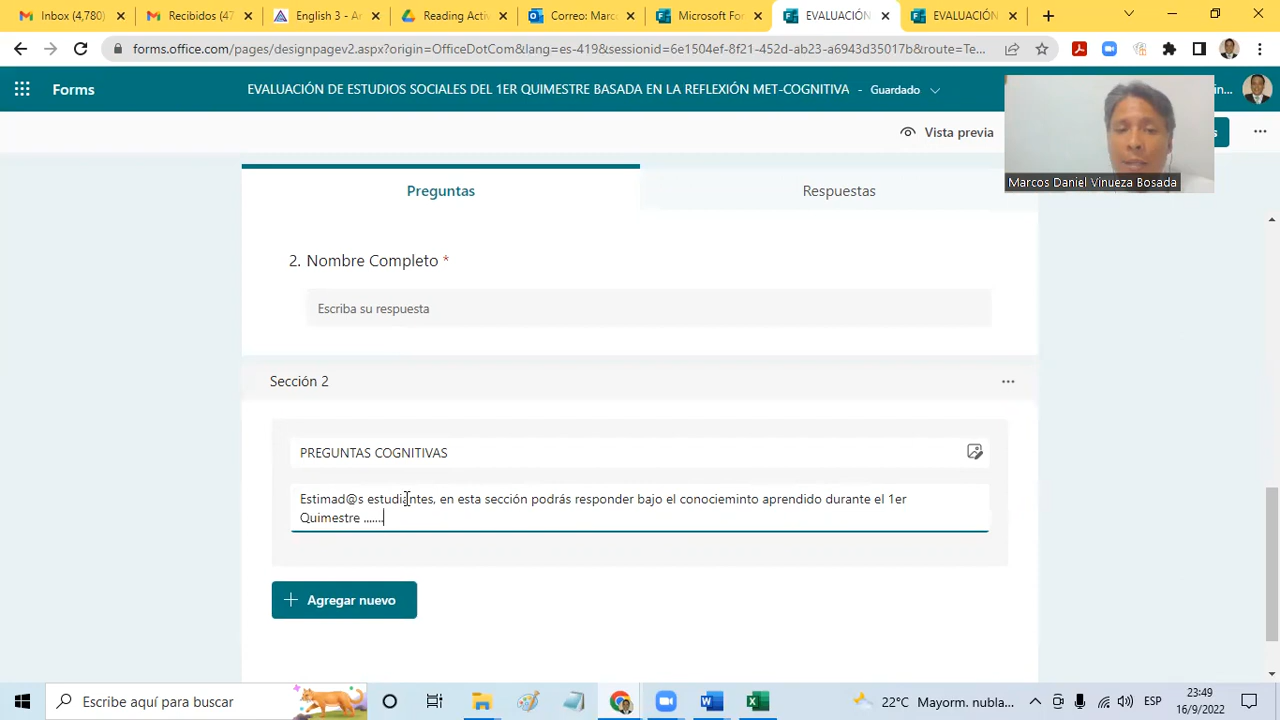 Inbox (4,780)
Recibidos (47
English 3 - Ar
Reading Activ
Correo: Marc
Microsoft For
EVALUACIÓN
EVALUACIÓN
forms.office.com/pages/designpagev2.aspx?origin=OfficeDotCom&lang=es-419&sessionid=6e1504ef-8f21-452d-ab23-a6943d35017b&route=Te...
Forms
EVALUACIÓN DE ESTUDIOS SOCIALES DEL 1ER QUIMESTRE BASADA EN LA REFLEXIÓN MET-COGNITIVA - Guardado
in...
Vista previa
s
Marcos Daniel Vinueza Bosada
Preguntas
Respuestas
2. Nombre Completo *
Escriba su respuesta
Sección 2
PREGUNTAS COGNITIVAS
Estimad@s estudiantes, en esta sección podrás responder bajo el conocieminto aprendido durante el 1er
Quimestre .......
Agregar nuevo
Escribe aquí para buscar
22°C Mayorm. nubla...
ESP
23:49
16/9/2022